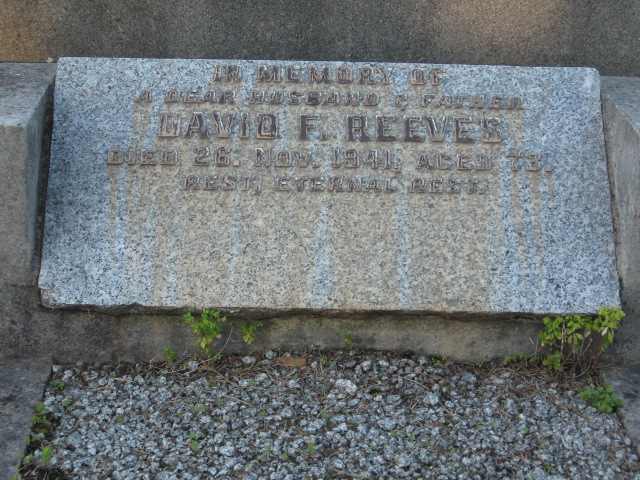 IN MEMORY OF
A DEAR HUSBAND & FATHER
DAVID F. REEVES
DIED 26. NOV. 1941, AGED 73.
REST, ETERNAL REST.